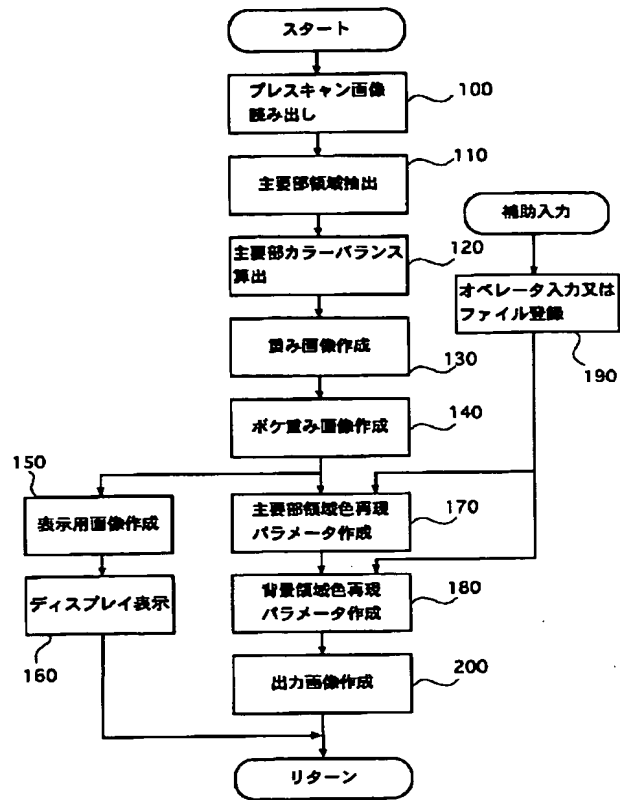 スタート
プレスキャン画像
読み出し
100
主要部領域抽出
110
主要部カラーバランス
算出
120
重み画像作成
130
ボケ重み画像作成
140
補助入力
オペレータ入力又は
ファイル登録
190
150
表示用画像作成
ディスプレイ表示
160
主要部領域色再現
パラメータ作成
170
背景領域色再現
パラメータ作成
180
出力画像作成
200
リターン